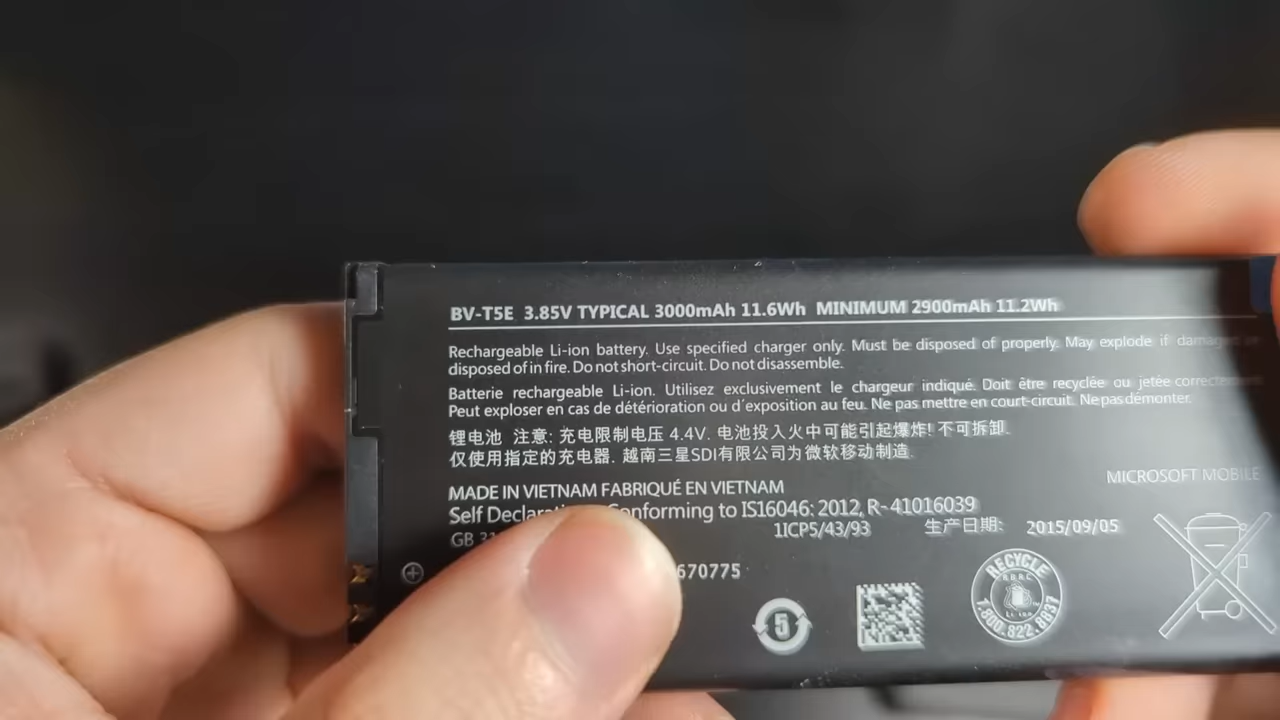 BV-T5E 3.85V TYPICAL 3000mAh 11.6Wh MINIMUM 2900mAh 11.2Wh
Rechargeable Li-ion battery. Use specified charger only. Must be disposed of properly. May explode if damaged or
disposed of in fire. Do not short-circuit. Do not disassemble.
Batterie rechargeable Li-ion. Utilisez exclusivement le chargeur indiqué. Doit être recyclée ou jetée correctement.
Peut exploser en cas de détérioration ou d'exposition au feu. Ne pas mettre en court-circuit. Ne pas démonter.
锂电池 注意: 充电限制电压 4.4V. 电池投入火中可能引起爆炸! 不可拆卸.
仅使用指定的充电器. 越南三星SDI有限公司为微软移动制造.
MICROSOFT MOBILE
MADE IN VIETNAM FABRIQUÉ EN VIETNAM
Self Conforming to IS16046: 2012, R-41016039
GB 1ICP5/43/93 生产日期: 2015/09/05
670775
5
RECYCLE
RBRC
Li-ion
1.800.822.8837